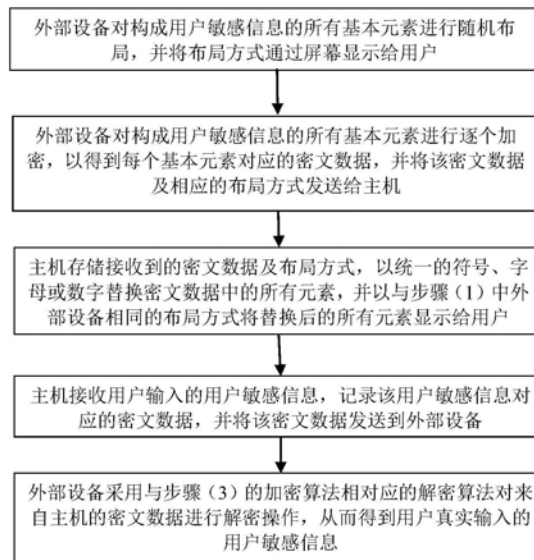 外部设备对构成用户敏感信息的所有基本元素进行随机布
局，并将布局方式通过屏幕显示给用户
外部设备对构成用户敏感信息的所有基本元素进行逐个加
密，以得到每个基本元素对应的密文数据，并将该密文数据
及相应的布局方式发送给主机
主机存储接收到的密文数据及布局方式，以统一的符号、字
母或数字替换密文数据中的所有元素，并以与步骤（1）中外
部设备相同的布局方式将替换后的所有元素显示给用户
主机接收用户输入的用户敏感信息，记录该用户敏感信息对
应的密文数据，并将该密文数据发送到外部设备
外部设备采用与步骤（3）的加密算法相对应的解密算法对来
自主机的密文数据进行解密操作，从而得到用户真实输入的
用户敏感信息